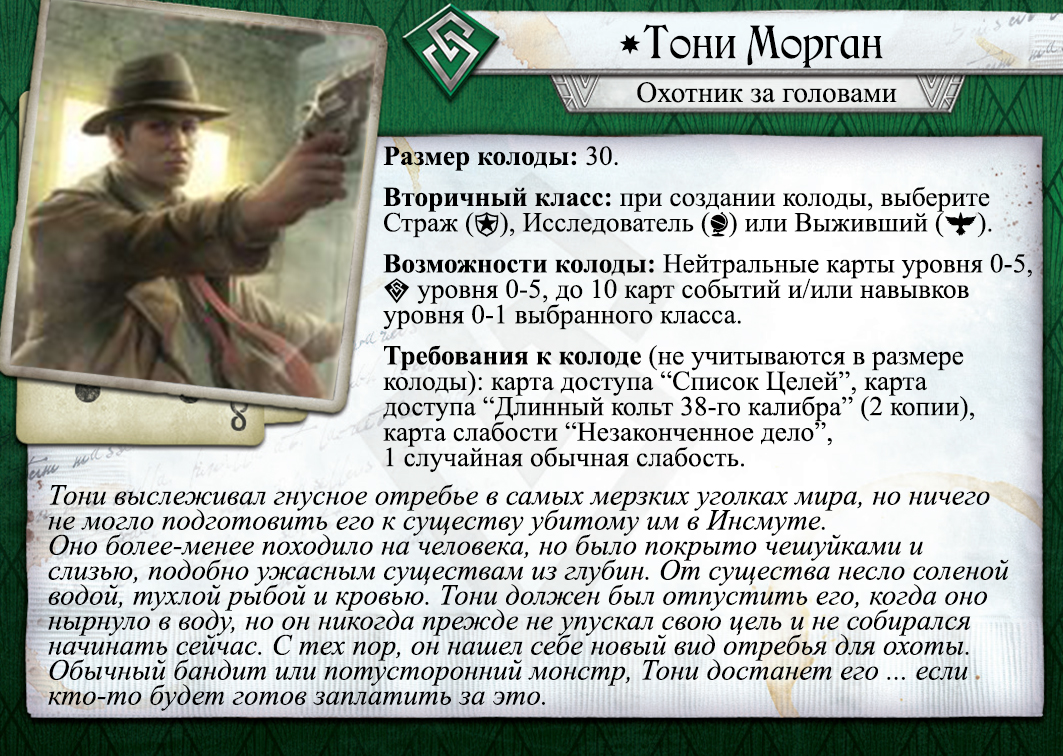 Тони Морган
Охотник за головами
Размер колоды: 30.
Вторичный класс: при создании колоды, выберите
Страж (), Исследователь () или Выживший ().
Возможности колоды: Нейтральные карты уровня 0-5,
уровня 0-5, до 10 карт событий и/или навывков
уровня 0-1 выбранного класса.
Требования к колоде (не учитываются в размере
колоды): карта доступа “Список Целей”, карта
доступа “Длинный кольт 38-го калибра” (2 копии),
карта слабости “Незаконченное дело”,
1 случайная обычная слабость.
8
Тони выслеживал гнусное отребье в самых мерзких уголках мира, но ничего
не могло подготовить его к существу убитому им в Инсмуте.
Оно более-менее походило на человека, но было покрыто чешуйками и
слизью, подобно ужасным существам из глубин. От существа несло соленой
водой, тухлой рыбой и кровью. Тони должен был отпустить его, когда оно
нырнуло в воду, но он никогда прежде не упускал свою цель и не собирался
начинать сейчас. С тех пор, он нашел себе новый вид отребья для охоты.
Обычный бандит или потусторонний монстр, Тони достанет его ... если
кто-то будет готов заплатить за это.